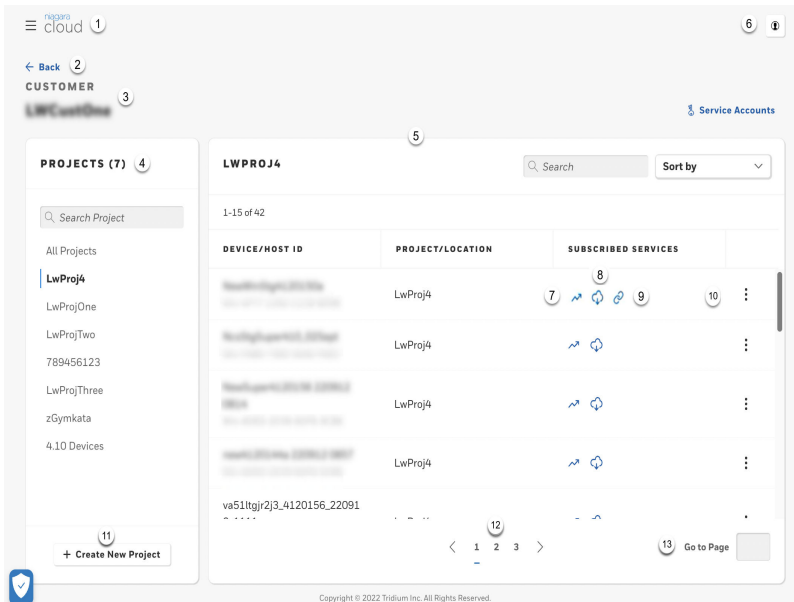 niagara
cloud 1
6
← Back 2
CUSTOMER
3
Service Accounts
5
PROJECTS (7) 4
LWPROJ4
Search
Sort by
Search Project
1-15 of 42
DEVICE/HOST ID PROJECT/LOCATION SUBSCRIBED SERVICES
All Projects
LwProj4
LwProjOne
LwProjTwo
789456123
LwProjThree
zGymkata
4.10 Devices
8
LwProj4 7 9 10
LwProj4
LwProj4
LwProj4
va51ltgjr2j3_4120156_22091
11
+ Create New Project
12
1 2 3
13 Go to Page
Copyright © 2022 Tridium Inc. All Rights Reserved.